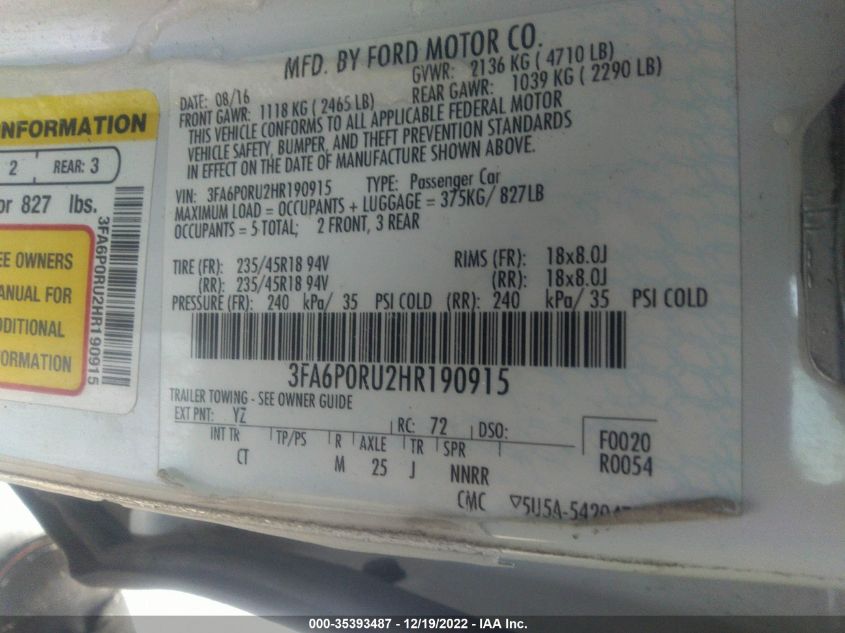 MFD. BY FORD MOTOR CO.
DATE: 08/16 GVWR: 2136 KG ( 4710 LB)
FRONT GAWR: 1118 KG ( 2465 LB) REAR GAWR: 1039 KG ( 2290 LB)
THIS VEHICLE CONFORMS TO ALL APPLICABLE FEDERAL MOTOR
VEHICLE SAFETY, BUMPER, AND THEFT PREVENTION STANDARDS
IN EFFECT ON THE DATE OF MANUFACTURE SHOWN ABOVE.
VIN: 3FA6P0RU2HR190915 TYPE: Passenger Car
MAXIMUM LOAD = OCCUPANTS + LUGGAGE = 375KG/ 827LB
OCCUPANTS = 5 TOTAL; 2 FRONT, 3 REAR
TIRE (FR): 235/45R18 94V RIMS (FR): 18x8.0J
(RR): 235/45R18 94V (RR): 18x8.0J
PRESSURE (FR): 240 kPa/ 35 PSI COLD (RR): 240 kPa/ 35 PSI COLD
3FA6P0RU2HR190915
TRAILER TOWING - SEE OWNER GUIDE
EXT PNT: YZ RC: 72 DSO:
INT TR TP/PS R AXLE TR SPR F0020
CT M 25 J NNRR R0054
CMC 5U5A-54204
INFORMATION
2 REAR: 3
or 827 lbs.
EE OWNERS
ANUAL FOR
DDITIONAL
FORMATION
3FA6P0RU2HR190915
000-35393487 - 12/19/2022 - IAA Inc.